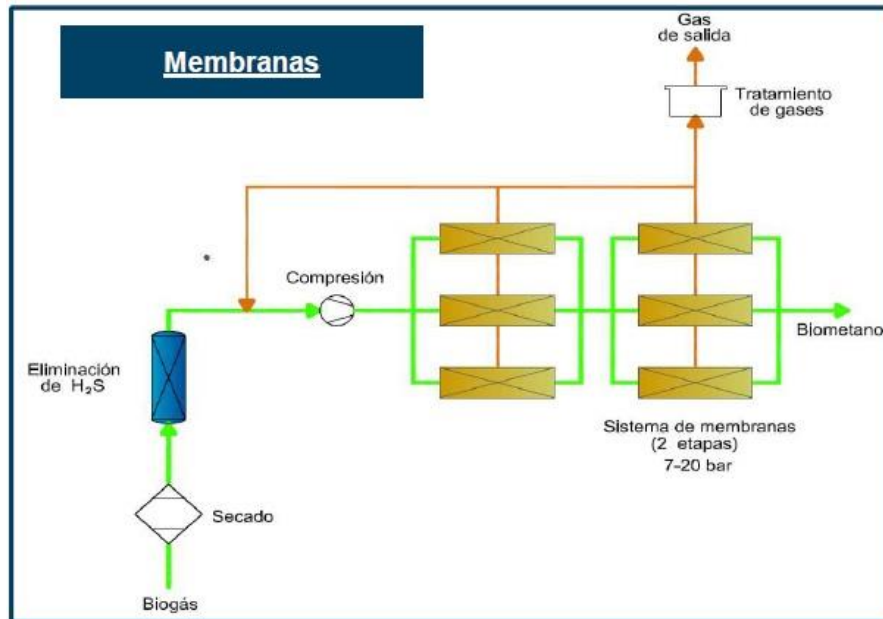 Membranas
Gas
de salida
Tratamiento
de gases
Compresión
Biometano
Eliminación
de H₂S
Sistema de membranas
(2 etapas)
7-20 bar
Secado
Biogás